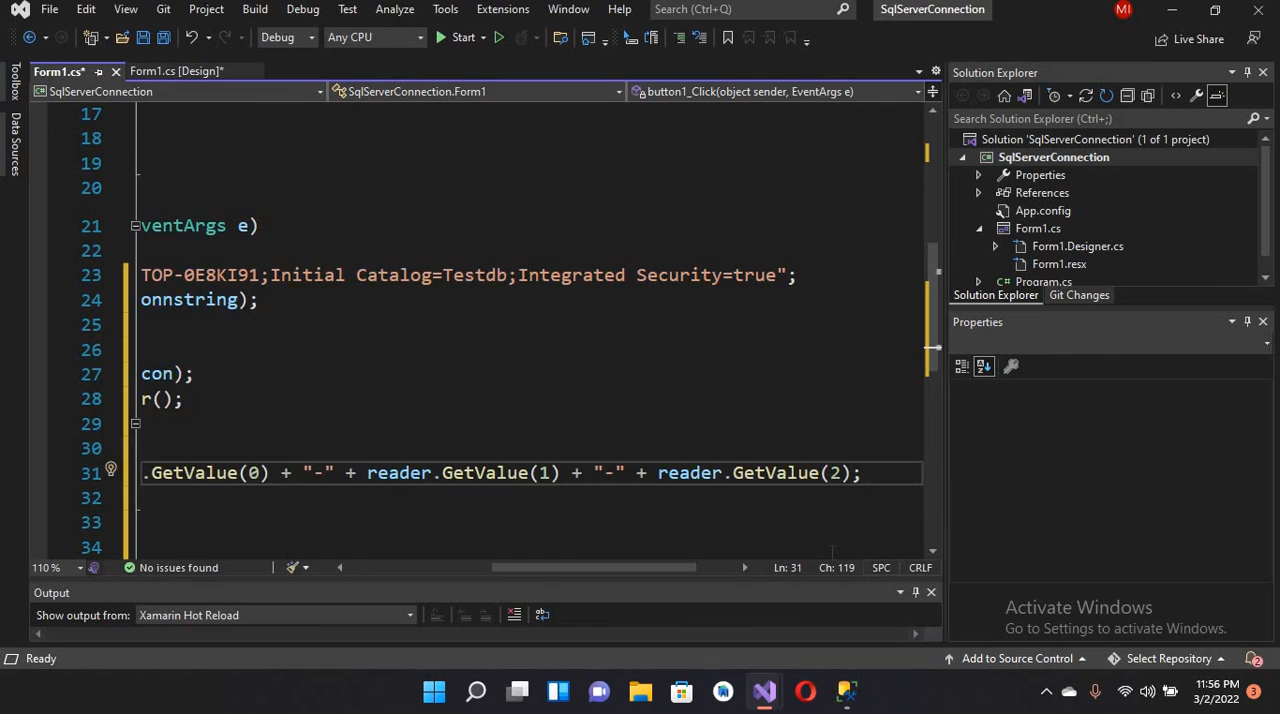 File Edit View Git Project Build Debug Test Analyze Tools Extensions Window Help Search (Ctrl+Q) SqlServerConnection MI
Debug Any CPU Start Live Share
Form1.cs* Form1.cs [Design]*
SqlServerConnection SqlServerConnection.Form1 button1_Click(object sender, EventArgs e)
Toolbox
Data Sources
17
18
19
20
21 ventArgs e)
22
23 TOP-0E8KI91;Initial Catalog=Testdb;Integrated Security=true";
24 onnstring);
25
26
27 con);
28 r();
29
30
31 .GetValue(0) + "-" + reader.GetValue(1) + "-" + reader.GetValue(2);
32
33
34
110 % No issues found Ln: 31 Ch: 119 SPC CRLF
Output
Show output from: Xamarin Hot Reload
Solution Explorer
Search Solution Explorer (Ctrl+;)
Solution 'SqlServerConnection' (1 of 1 project)
SqlServerConnection
Properties
References
App.config
Form1.cs
Form1.Designer.cs
Form1.resx
Program.cs
Solution Explorer Git Changes
Properties
Activate Windows
Go to Settings to activate Windows.
Ready Add to Source Control Select Repository 2
11:56 PM
3/2/2022 3